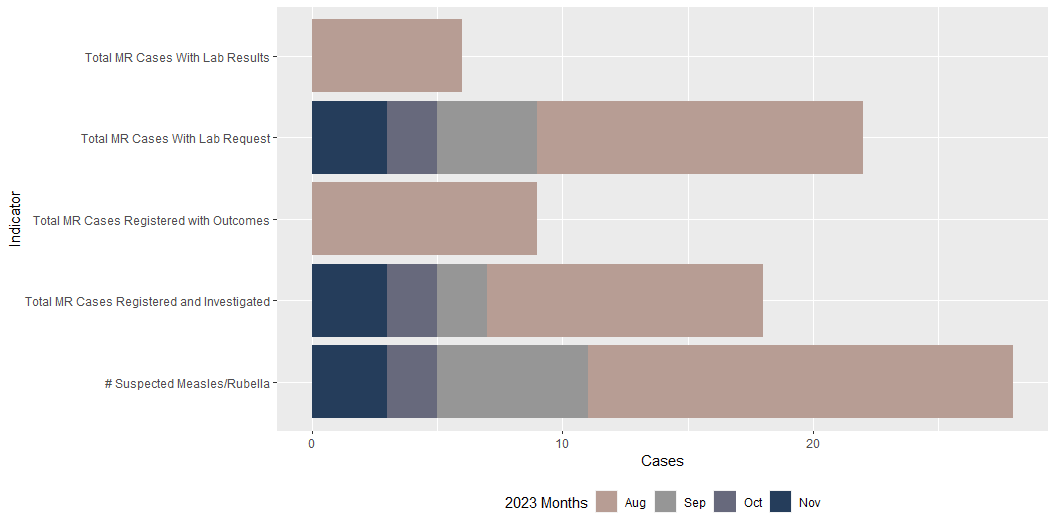 Indicator
Total MR Cases With Lab Results
Total MR Cases With Lab Request
Total MR Cases Registered with Outcomes
Total MR Cases Registered and Investigated
# Suspected Measles/Rubella
0 10 20
Cases
2023 Months Aug Sep Oct Nov